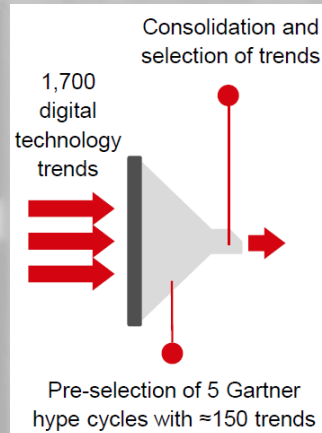 Consolidation and
selection of trends
1,700
digital
technology
trends
Pre-selection of 5 Gartner
hype cycles with ≈150 trends